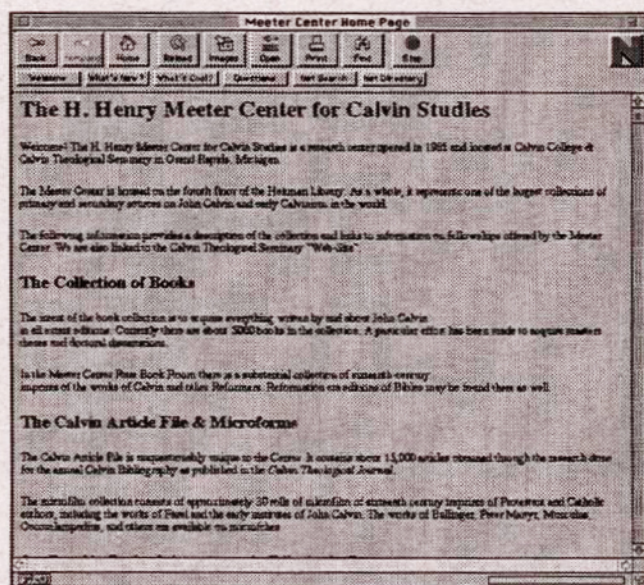 Meeter Center Home Page
Back Forward Home Reload Images Open Print Find Stop
Welcome What's New? What's Cool? Questions Net Search Net Directory
The H. Henry Meeter Center for Calvin Studies
Welcome! The H. Henry Meeter Center for Calvin Studies is a research center opened in 1981 and located at Calvin College &
Calvin Theological Seminary in Grand Rapids, Michigan.
The Meeter Center is located on the fourth floor of the Hekman Library. As a whole, it represents one of the largest collections of
primary and secondary sources on John Calvin and early Calvinism in the world.
The following information provides a description of the collection and links to information on fellowships offered by the Meeter
Center. We are also linked to the Calvin Theological Seminary "Web-Site".
The Collection of Books
The intent of the book collection is to acquire everything written by and about John Calvin
in all extant editions. Currently there are about 3000 books in the collection. A particular effort has been made to acquire masters
theses and doctoral dissertations.
In the Meeter Center Rare Book Room there is a substantial collection of sixteenth-century
imprints of the works of Calvin and other Reformers. Reformation era editions of Bibles may be found there as well.
The Calvin Article File & Microforms
The Calvin Article File is unquestionably unique to the Center. It contains about 15,000 articles obtained through the research done
for the annual Calvin Bibliography as published in the Calvin Theological Journal.
The microfilm collection consists of approximately 30 rolls of microfilm of sixteenth century imprints of Protestant and Catholic
authors, including the works of Farel and the early institutes of John Calvin. The works of Bullinger, Peter Martyr, Musculus,
Oecolampadius, and others are available on microfiches